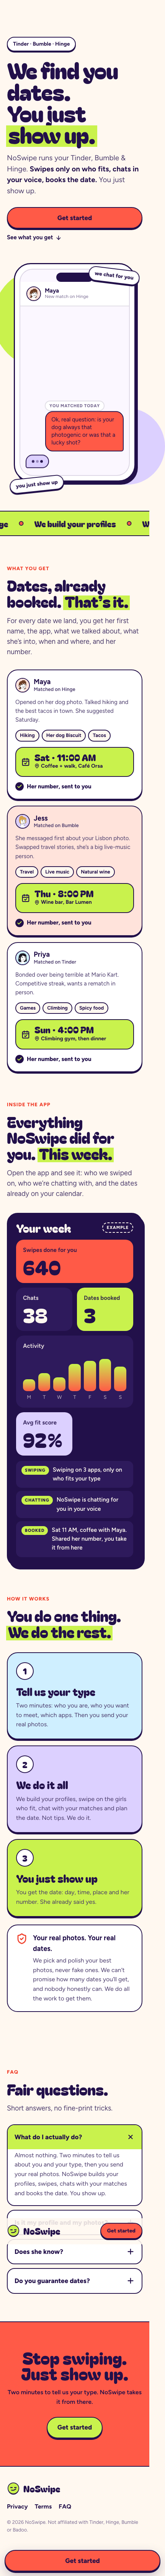 Tinder · Bumble · Hinge
We find you
dates.
You just
show up.
NoSwipe runs your Tinder, Bumble &
Hinge. Swipes only on who fits, chats in
your voice, books the date. You just
show up.
Get started
See what you get ↓
we chat for you
Maya
New match on Hinge
YOU MATCHED TODAY
Ok, real question: is your
dog always that
photogenic or was that a
lucky shot?
you just show up
We build your profiles
WHAT YOU GET
Dates, already
booked. That's it.
For every date we land, you get her first
name, the app, what we talked about, what
she's into, when and where, and her
number.
Maya
Matched on Hinge
Opened on her dog photo. Talked hiking and
the best tacos in town. She suggested
Saturday.
Hiking
Her dog Biscuit
Tacos
Sat · 11:00 AM
Coffee + walk, Café Orsa
Her number, sent to you
Jess
Matched on Bumble
She messaged first about your Lisbon photo.
Swapped travel stories, she's a big live-music
person.
Travel
Live music
Natural wine
Thu · 8:00 PM
Wine bar, Bar Lumen
Her number, sent to you
Priya
Matched on Tinder
Bonded over being terrible at Mario Kart.
Competitive streak, wants a rematch in
person.
Games
Climbing
Spicy food
Sun · 4:00 PM
Climbing gym, then dinner
Her number, sent to you
INSIDE THE APP
Everything
NoSwipe did for
you. This week.
Open the app and see it: who we swiped
on, who we're chatting with, and the dates
already on your calendar.
Your week
EXAMPLE
Swipes done for you
640
Chats
38
Dates booked
3
Activity
M T W T F S S
Avg fit score
92%
SWIPING
Swiping on 3 apps, only on
who fits your type
CHATTING
NoSwipe is chatting for
you in your voice
BOOKED
Sat 11 AM, coffee with Maya.
Shared her number, you take
it from here
HOW IT WORKS
You do one thing.
We do the rest.
1
Tell us your type
Two minutes: who you are, who you want
to meet, which apps. Then you send your
real photos.
2
We do it all
We build your profiles, swipe on the girls
who fit, chat with your matches and plan
the date. Not tips. We do it.
3
You just show up
You get the date: day, time, place and her
number. She already said yes.
Your real photos. Your real
dates.
We pick and polish your best
photos, never fake ones. We can't
promise how many dates you'll get,
and nobody honestly can. We do all
the work to get them.
FAQ
Fair questions.
Short answers, no fine-print tricks.
What do I actually do?
Almost nothing. Two minutes to tell us
about you and your type, then you send
your real photos. NoSwipe builds your
profiles, swipes, chats with your matches
and books the dates. You show up.
NoSwipe
Get started
Does she know?
Do you guarantee dates?
Stop swiping.
Just show up.
Two minutes to tell us your type. NoSwipe takes
it from there.
Get started
NoSwipe
Privacy Terms FAQ
© 2026 NoSwipe. Not affiliated with Tinder, Hinge, Bumble
or Badoo.
Get started